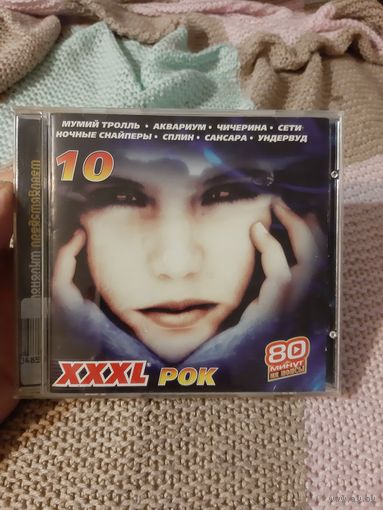 МУМИЙ ТРОЛЛЬ • АКВАРИУМ • ЧИЧЕРИНА • СЕТИ
НОЧНЫЕ СНАЙПЕРЫ • СПЛИН • САНСАРА • УНДЕРВУД
10
XXXL РОК
80
МИНУТ